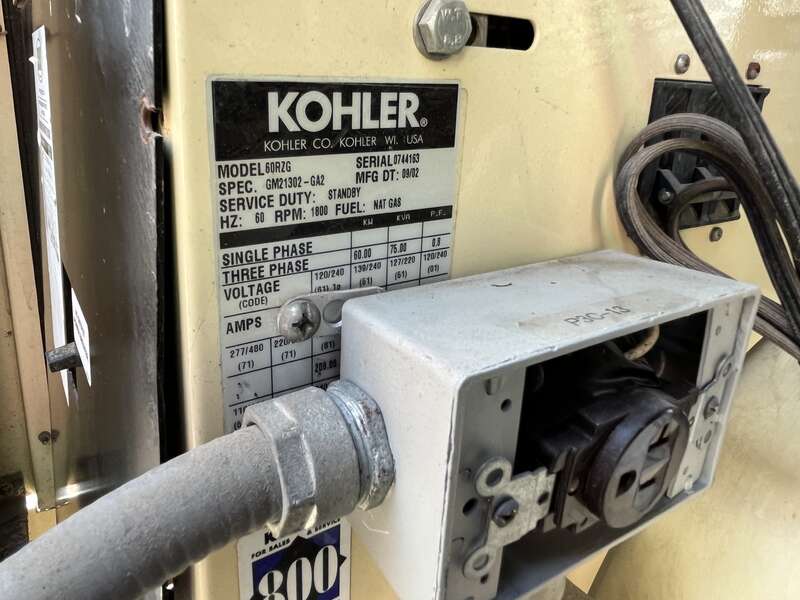 KOHLER®
KOHLER CO. KOHLER WI. USA
MODEL 60RZG SERIAL 0744163
SPEC. GM21302-GA2 MFG DT: 09/02
SERVICE DUTY: STANDBY
HZ: 60 RPM: 1800 FUEL: NAT GAS
KW KVA P.F.
SINGLE PHASE 60.00 75.00 0.8
THREE PHASE
VOLTAGE 120/240 139/240 127/220 120/240
(CODE) (61) (61) (01)
AMPS
277/480
(71) (71)
P3C-13
FOR SALES & SERVICE
800